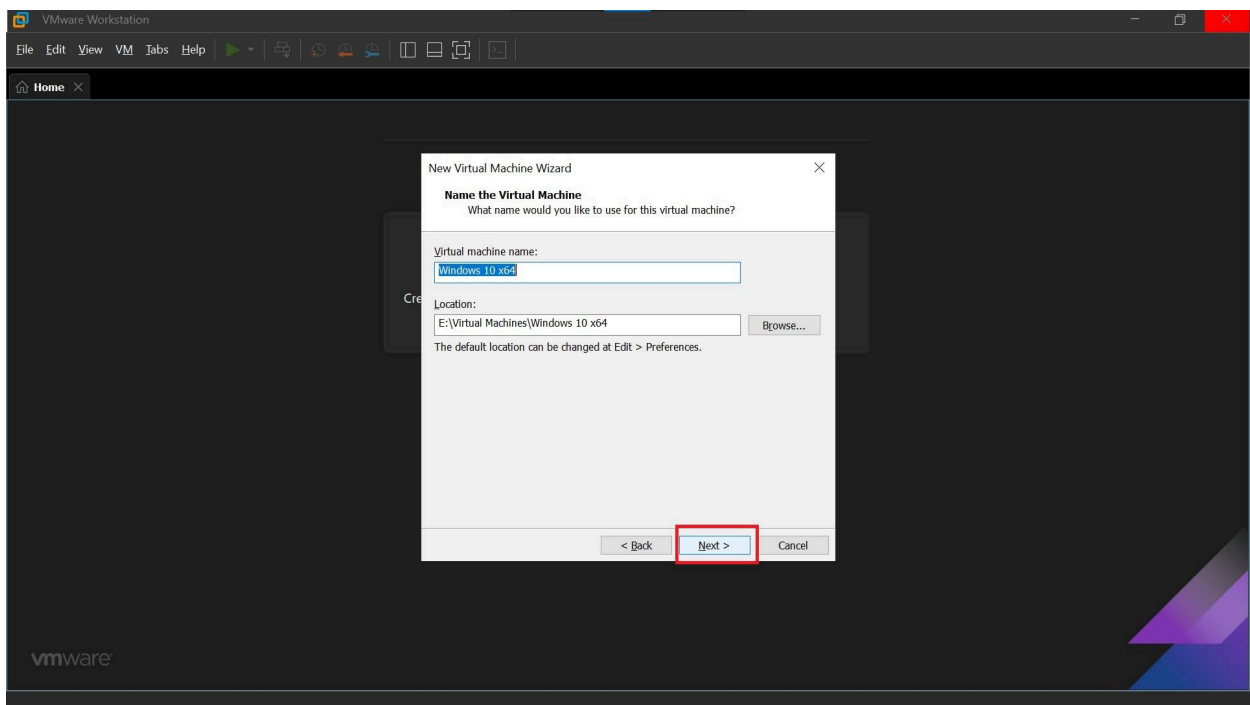 VMware Workstation
File Edit View VM Tabs Help
Home
New Virtual Machine Wizard
Name the Virtual Machine
What name would you like to use for this virtual machine?
Virtual machine name:
Windows 10 x64
Cre
Location:
E:\Virtual Machines\Windows 10 x64 Browse...
The default location can be changed at Edit > Preferences.
< Back Next > Cancel
vmware